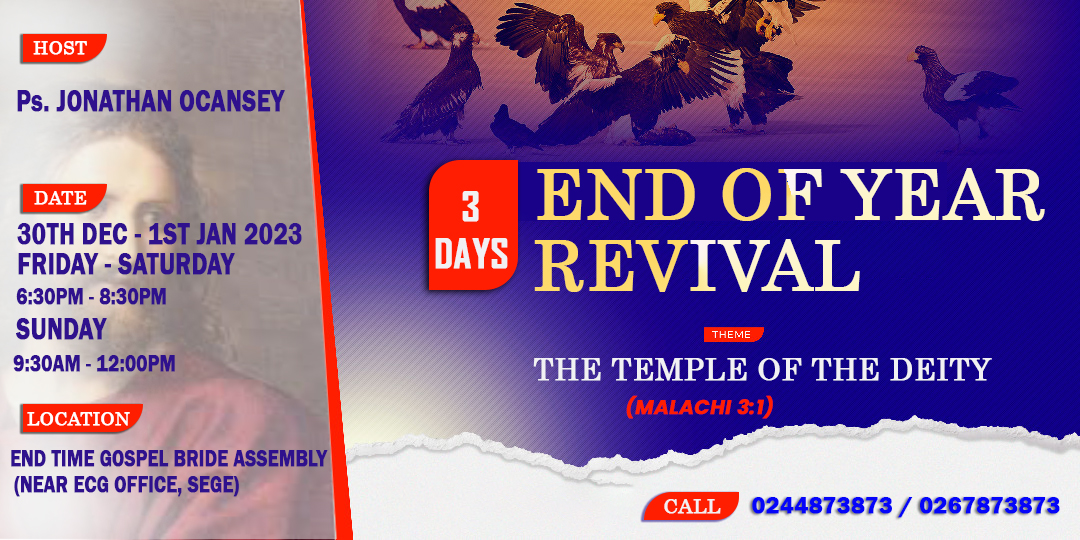 HOST
Ps. JONATHAN OCANSEY
DATE
30TH DEC - 1ST JAN 2023
FRIDAY - SATURDAY
6:30PM - 8:30PM
SUNDAY
9:30AM - 12:00PM
LOCATION
END TIME GOSPEL BRIDE ASSEMBLY
(NEAR ECG OFFICE, SEGE)
3
DAYS
END OF YEAR
REVIVAL
THEME
THE TEMPLE OF THE DEITY
(MALACHI 3:1)
CALL 0244873873 / 0267873873